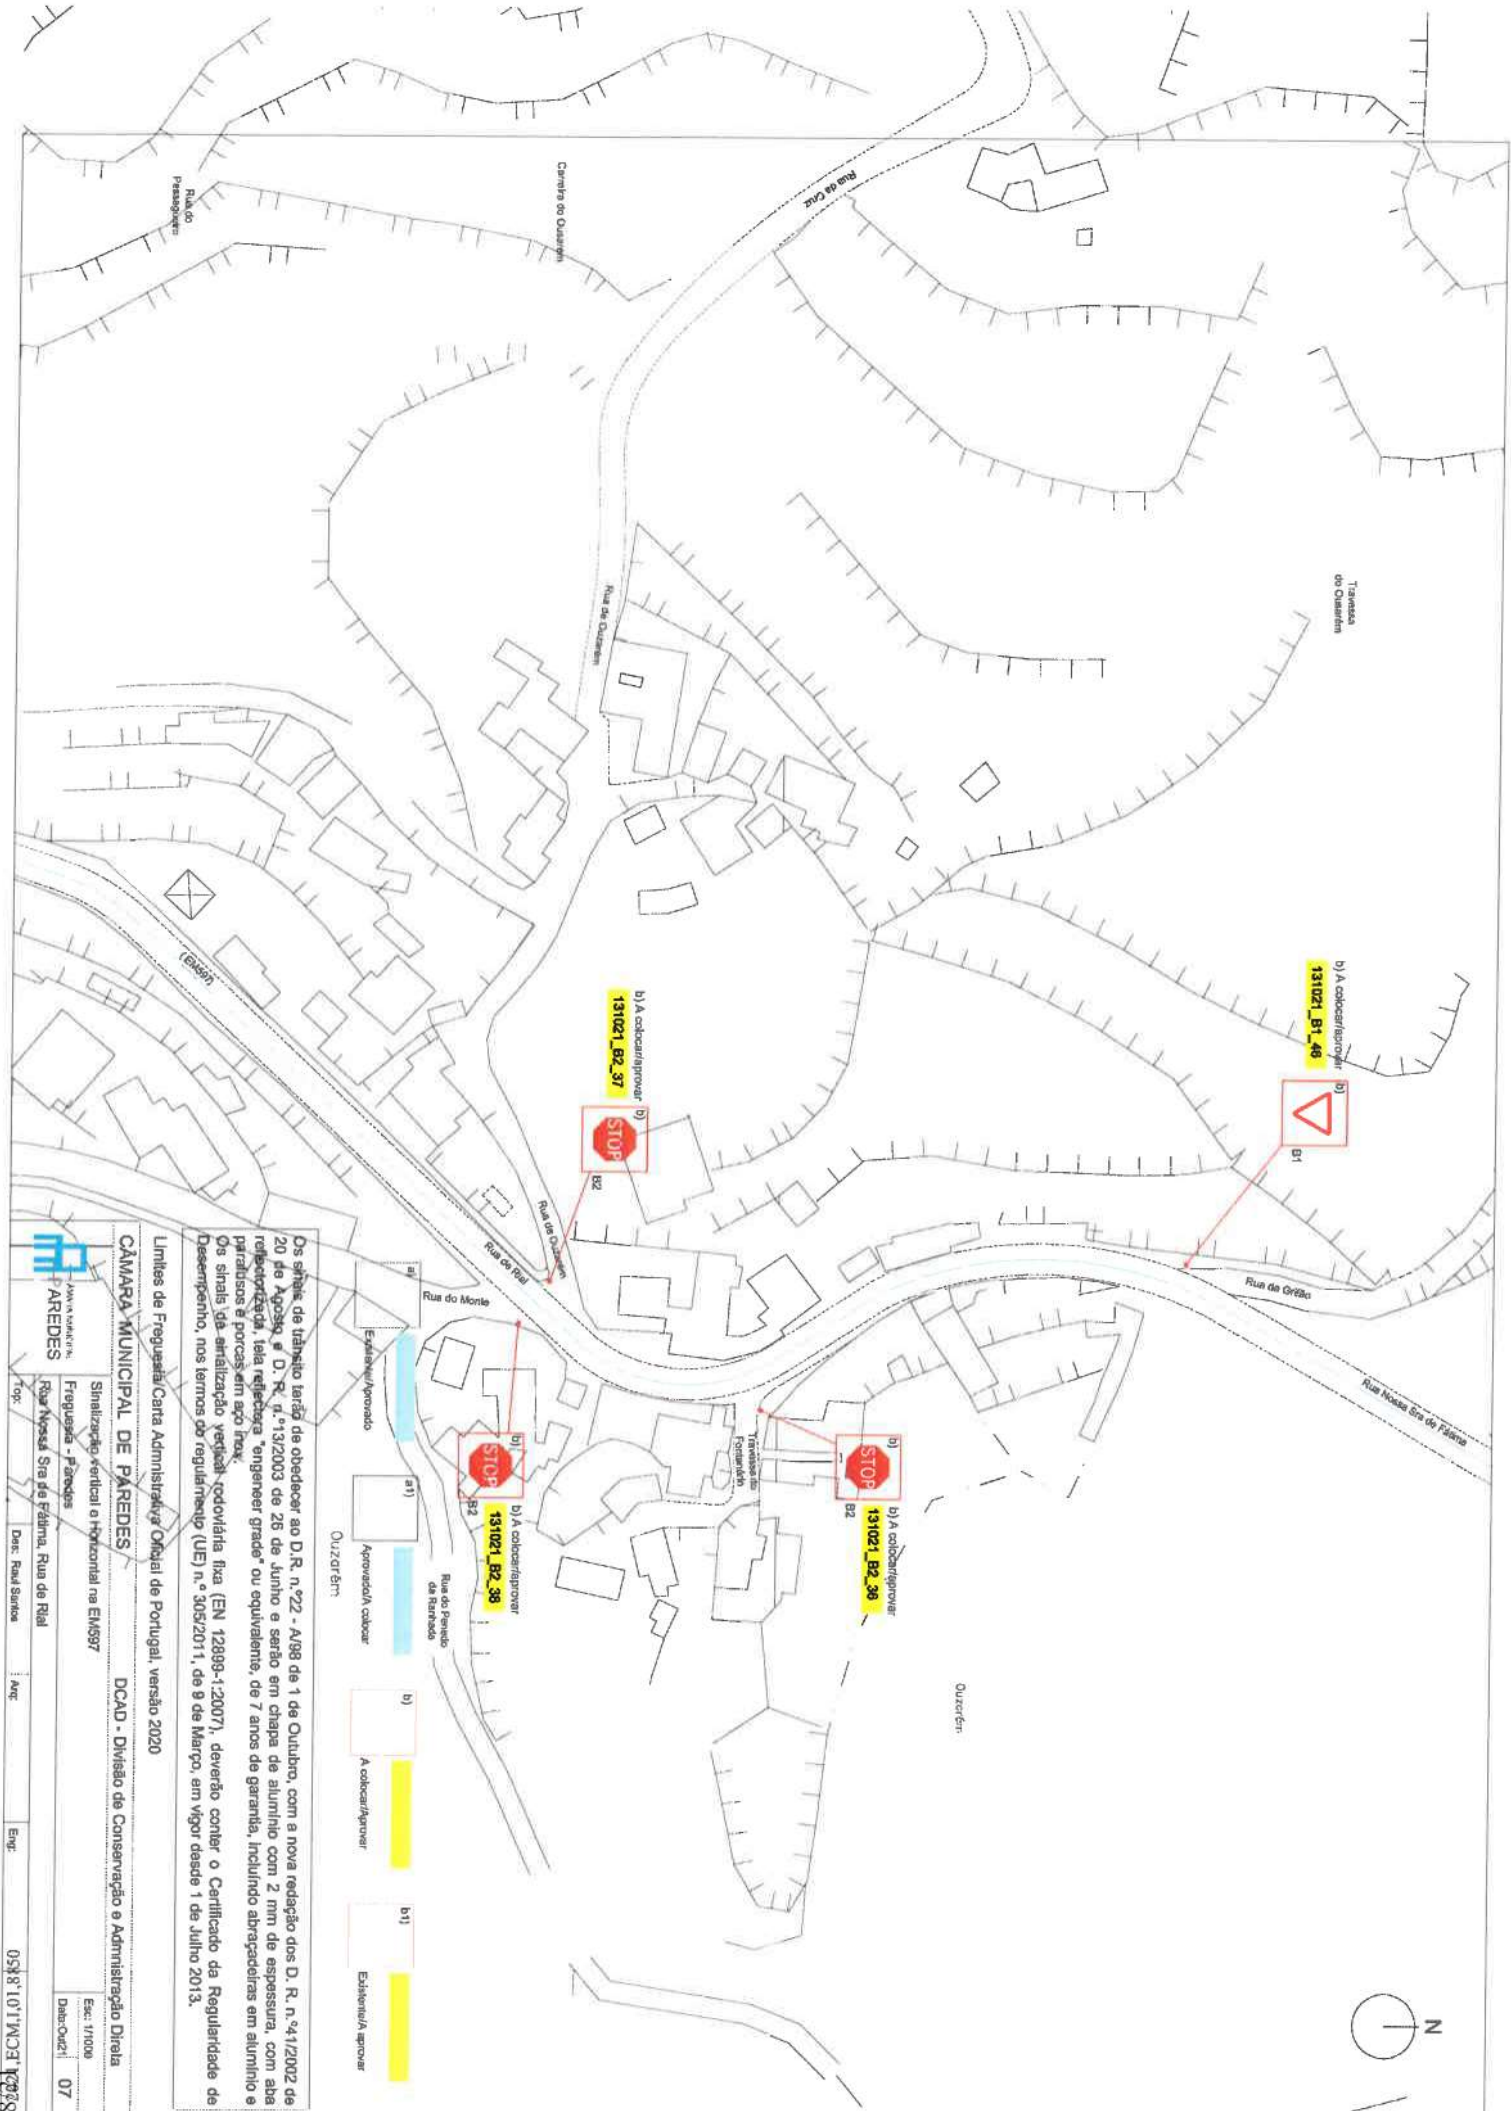 N
Travessa
do Ousarém
Carreira do Ousarém
Rua do
Rua da Cruz
Rua de Ouzarém
b) A colocar/aprovar
131021_B1_46
b)
B1
b) A colocar/aprovar
131021_B2_37
b)
STOP
B2
Rua da Griião
Rua Nossa Sra de Fátima
(EM597)
Rua de Ouzarém
Rua de Rial
Rua do Monte
Travessa do
Fontanário
b)
STOP
B2
b) A colocar/aprovar
131021_B2_36
b)
STOP
B2
b) A colocar/aprovar
131021_B2_38
Rua do Penedo
da Ranhada
Ouzarém
Ouzarém
a)
Existente/Aprovado
a1)
Aprovado/A colocar
b)
A colocar/Aprovar
b1)
Existente/A aprovar
Os sinais de trânsito terão de obedecer ao D.R. n.º22 - A/98 de 1 de Outubro, com a nova redação dos D. R. n.º41/2002 de
20 de Agosto e D. R. n.º13/2003 de 26 de Junho e serão em chapa de alumínio com 2 mm de espessura, com aba
reflectorizada, tela reflectora "engeneer grade" ou equivalente, de 7 anos de garantia, incluíndo abraçadeiras em alumínio e
parafusos e porcas em aço inox.
Os sinais de sinalização vertical rodoviária fixa (EN 12899-1:2007), deverão conter o Certificado da Regularidade de
Desempenho, nos termos do regulamento (UE) n.º 305/2011, de 9 de Março, em vigor desde 1 de Julho 2013.
Limites de Freguesia/Carta Administrativa Oficial de Portugal, versão 2020
CÂMARA MUNICIPAL DE PAREDES
DCAD - Divisão de Conservação e Admnistração Direta
PAREDES
Sinalização vertical e Horizontal na EM597
Esc: 1/1000
Freguesia - Paredes
Data:Out21
07
Rua Nossa Sra de Fátima, Rua de Rial
Top:
Des: Raul Santos
Arq:
Eng: